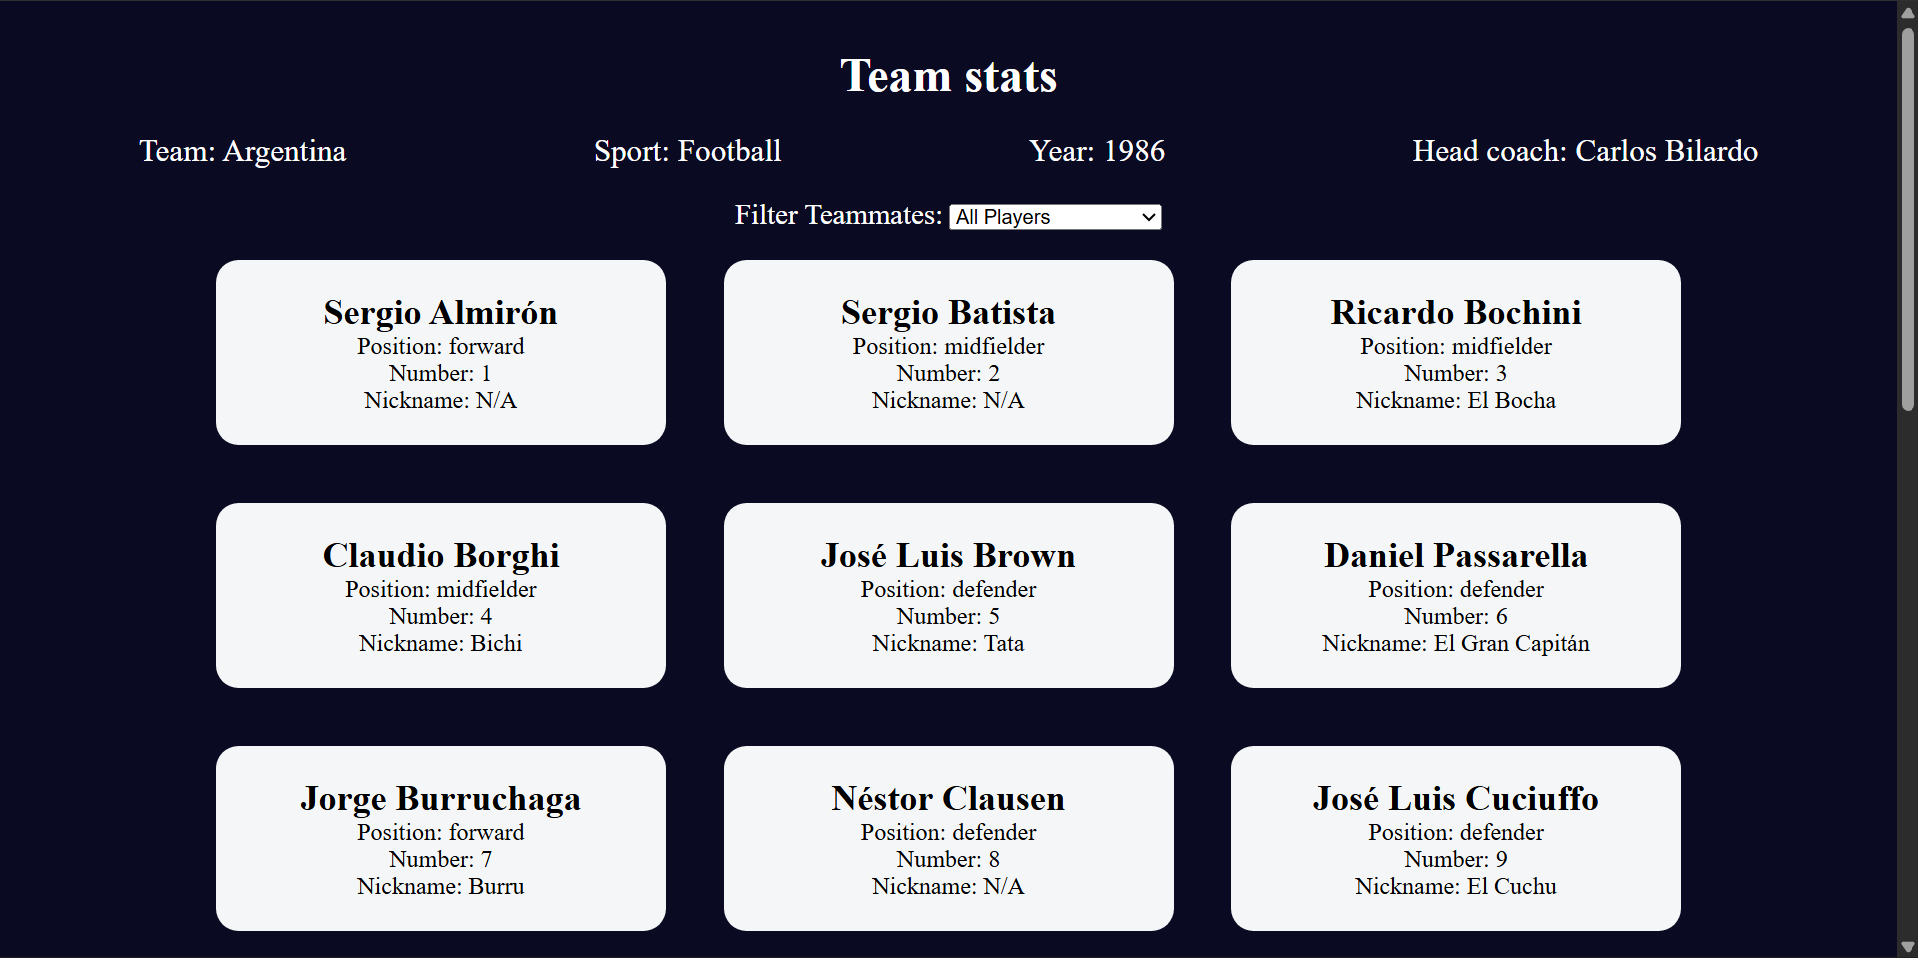 Team stats
Team: Argentina Sport: Football Year: 1986 Head coach: Carlos Bilardo
Filter Teammates: All Players
Sergio Almirón
Position: forward
Number: 1
Nickname: N/A
Sergio Batista
Position: midfielder
Number: 2
Nickname: N/A
Ricardo Bochini
Position: midfielder
Number: 3
Nickname: El Bocha
Claudio Borghi
Position: midfielder
Number: 4
Nickname: Bichi
José Luis Brown
Position: defender
Number: 5
Nickname: Tata
Daniel Passarella
Position: defender
Number: 6
Nickname: El Gran Capitán
Jorge Burruchaga
Position: forward
Number: 7
Nickname: Burru
Néstor Clausen
Position: defender
Number: 8
Nickname: N/A
José Luis Cuciuffo
Position: defender
Number: 9
Nickname: El Cuchu